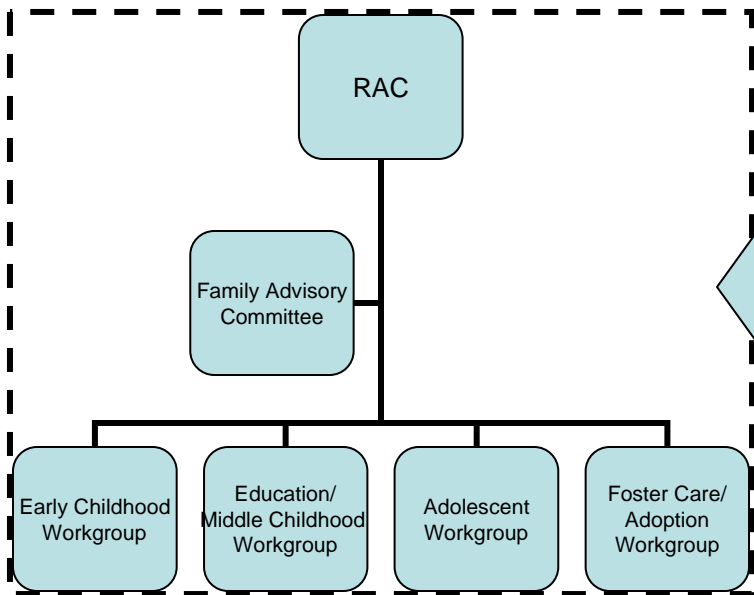 RAC
Family Advisory
Committee
Early Childhood
Workgroup
Education/
Middle Childhood
Workgroup
Adolescent
Workgroup
Foster Care/
Adoption
Workgroup